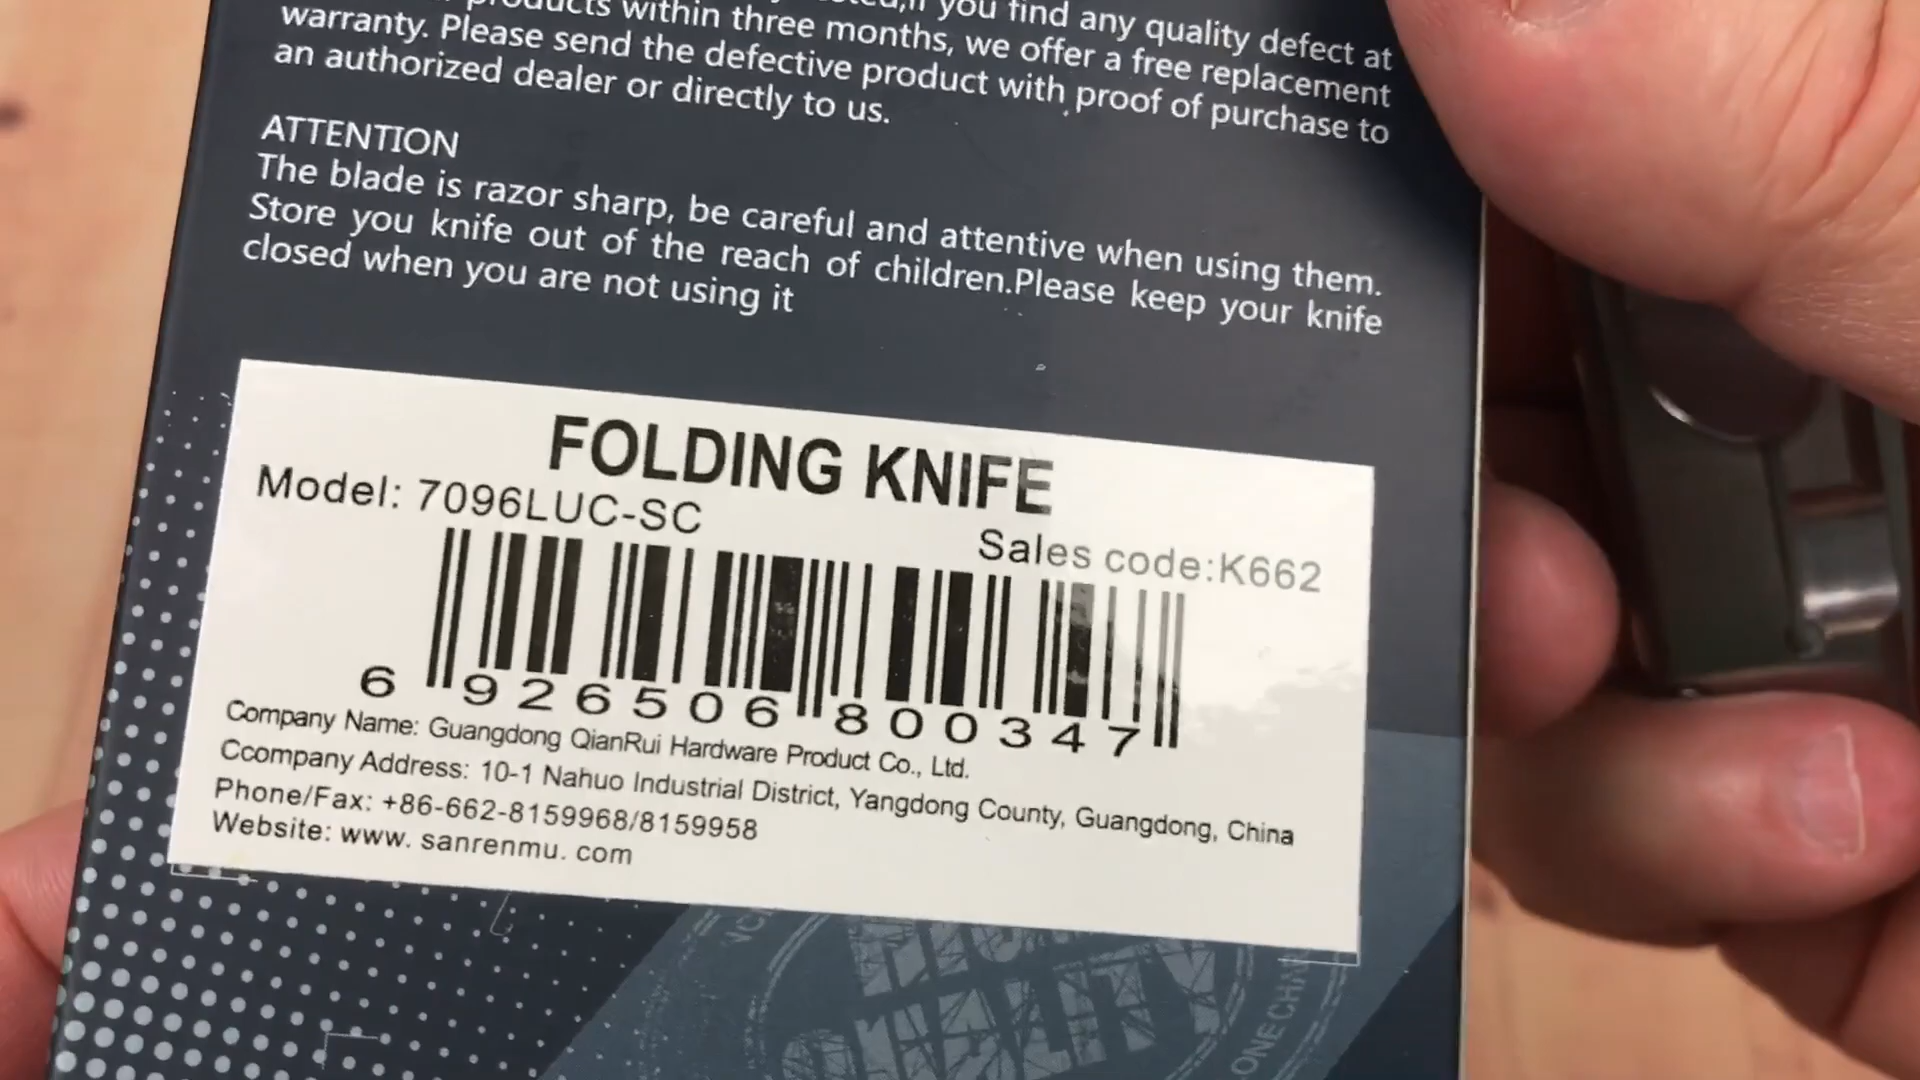 products within three months, you find any quality defect at
warranty. Please send the defective product with proof of purchase to we offer a free replacement
an authorized dealer or directly to us.
ATTENTION
The blade is razor sharp, be careful and attentive when using them.
Store you knife out of the reach of children.Please keep your knife
closed when you are not using it
FOLDING KNIFE
Model: 7096LUC-SC
Sales code:K662
6 926506 800347
Company Name: Guangdong QianRui Hardware Product Co., Ltd.
Ccompany Address: 10-1 Nahuo Industrial District, Yangdong County, Guangdong, China
Phone/Fax: +86-662-8159968/8159958
Website: www. sanrenmu. com